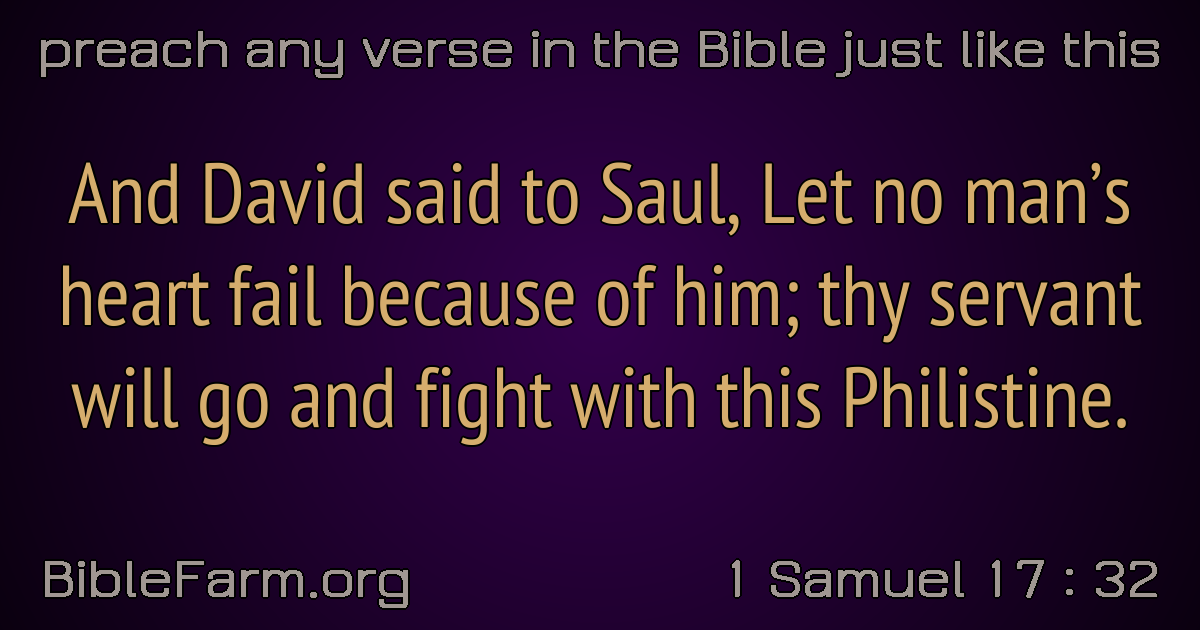 preach any verse in the Bible just like this
And David said to Saul, Let no man’s
heart fail because of him; thy servant
will go and fight with this Philistine.
BibleFarm.org
1 Samuel 17 : 32